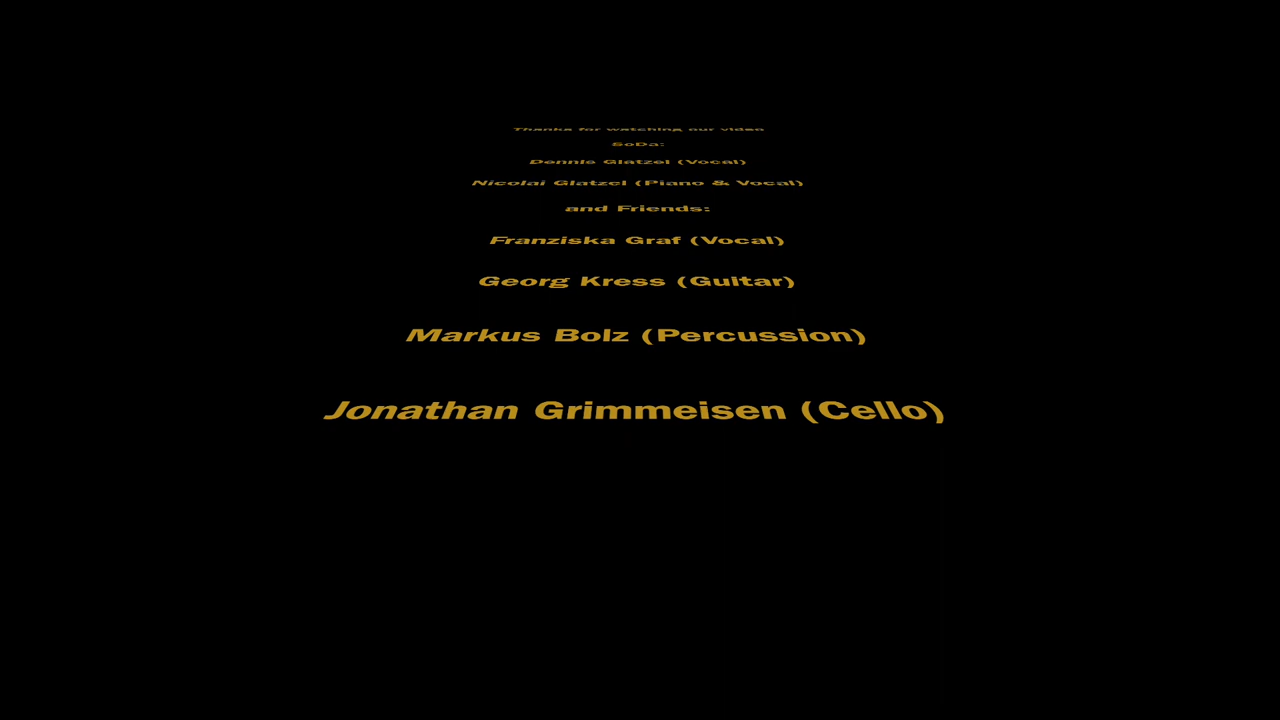 Thanks for watching our video
SoDa:
Dennie Glatzel (Vocal)
Nicolai Glatzel (Piano & Vocal)
and Friends:
Franziska Graf (Vocal)
Georg Kress (Guitar)
Markus Bolz (Percussion)
Jonathan Grimmeisen (Cello)